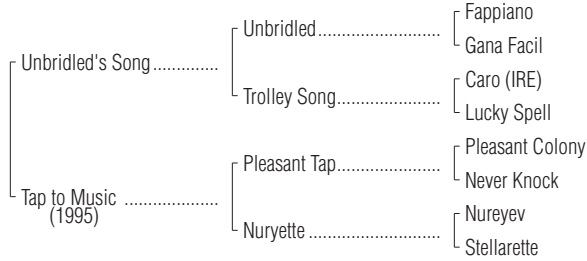 Fappiano
Unbridled
Gana Facil
Unbridled's Song
Caro (IRE)
Trolley Song
Lucky Spell
Pleasant Colony
Pleasant Tap
Never Knock
Tap to Music
(1995)
Nureyev
Nuryette
Stellarette